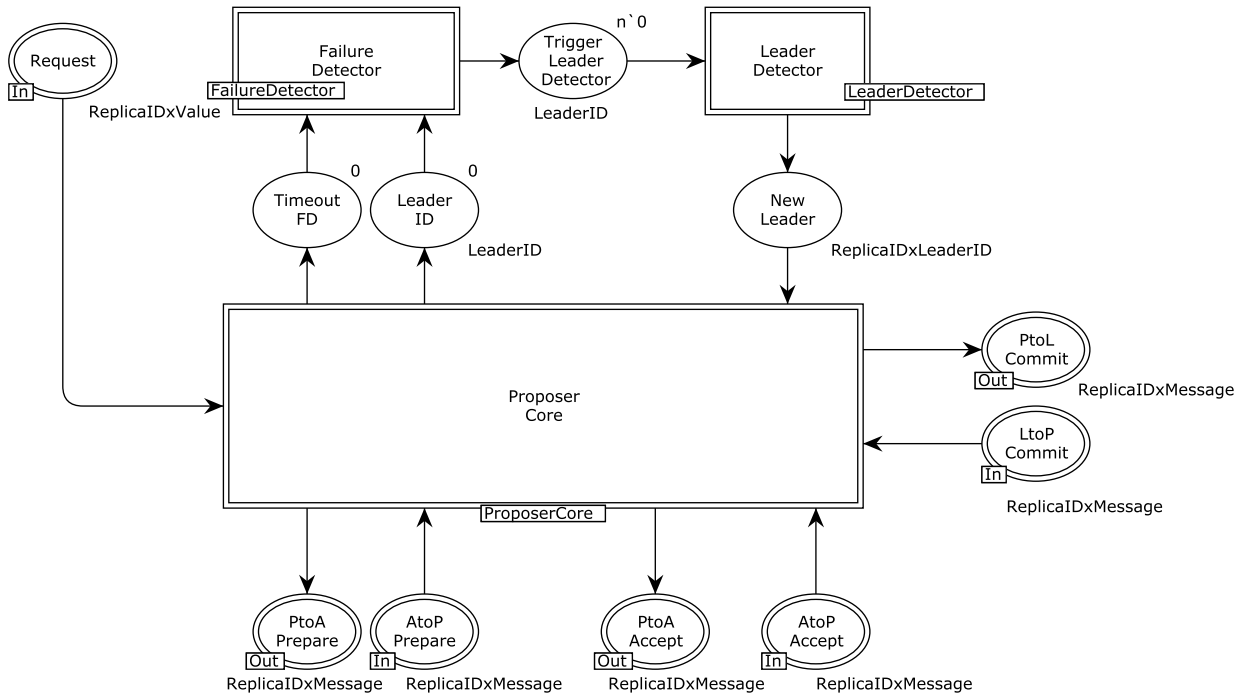 Request
In
ReplicaIDxValue
Failure
Detector
FailureDetector
n`0
Trigger
Leader
Detector
LeaderID
Leader
Detector
LeaderDetector
0
Timeout
FD
0
Leader
ID
LeaderID
New
Leader
ReplicaIDxLeaderID
Proposer
Core
ProposerCore
PtoL
Commit
Out
ReplicaIDxMessage
LtoP
Commit
In
ReplicaIDxMessage
PtoA
Prepare
Out
ReplicaIDxMessage
AtoP
Prepare
In
ReplicaIDxMessage
PtoA
Accept
Out
ReplicaIDxMessage
AtoP
Accept
In
ReplicaIDxMessage